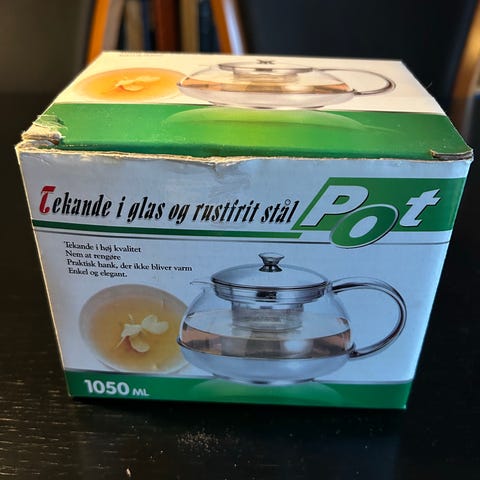 Tekande i glas og rustfrit stål
Pot
Tekande i høj kvalitet
Nem at rengøre
Praktisk hank, der ikke bliver varm
Enkel og elegant.
1050 ML